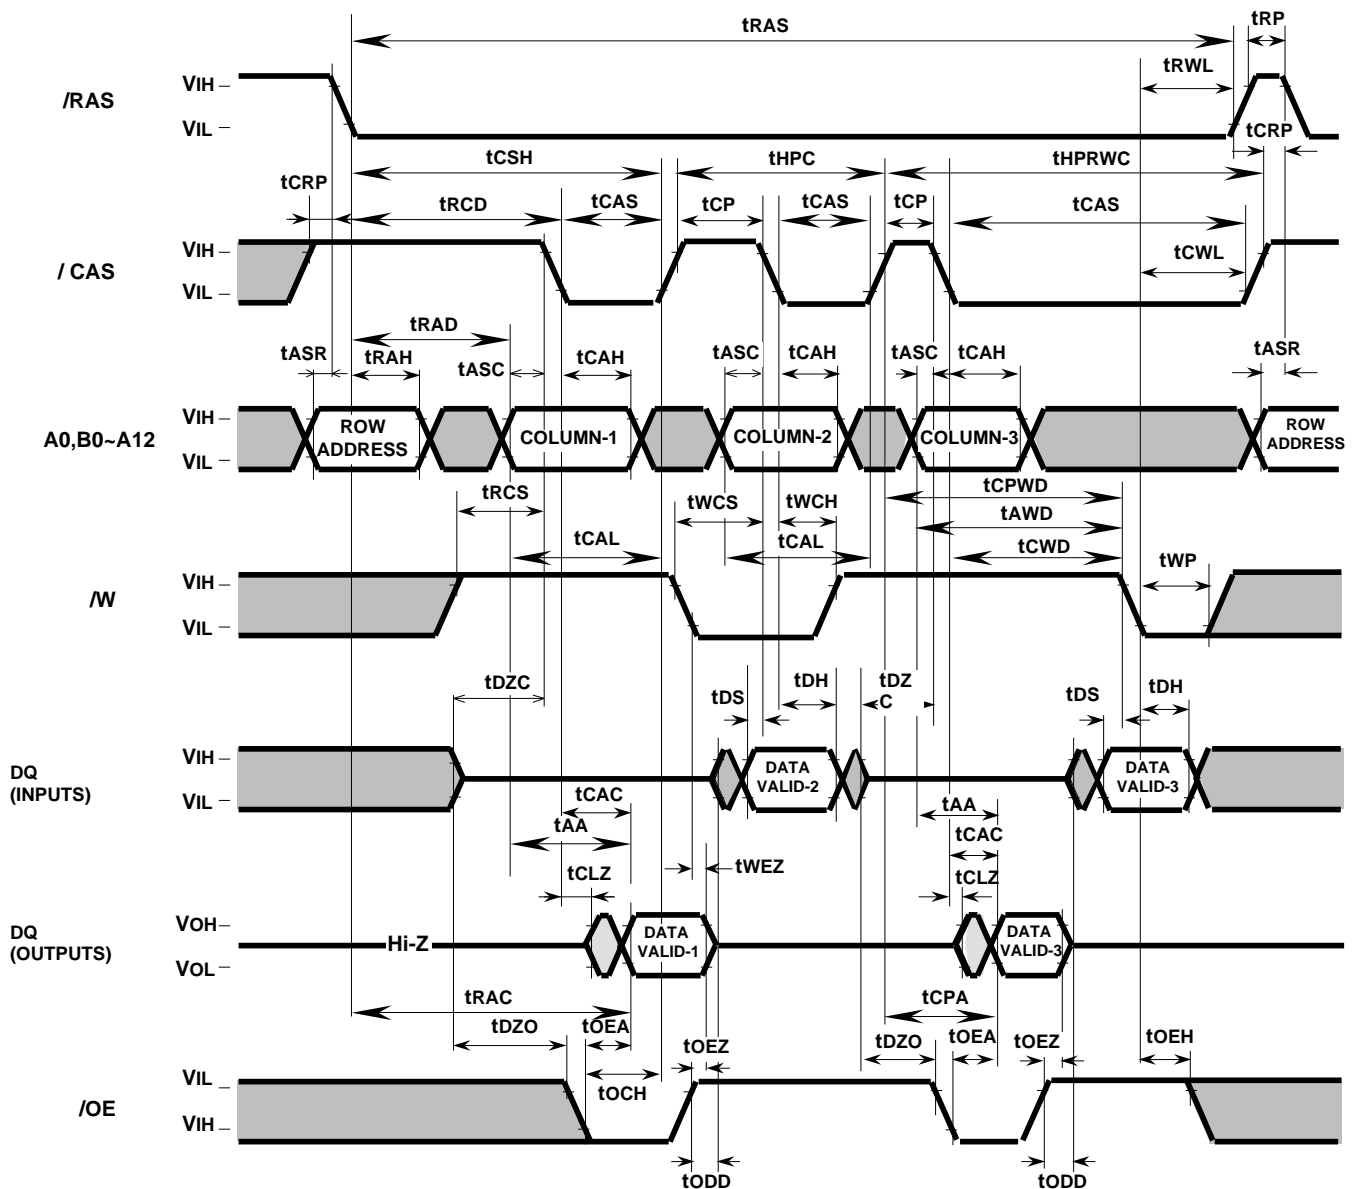 tRAS
tRP
tRWL
/RAS
VIH
VIL
tCRP
tCSH
tHPC
tHPRWC
tCRP
tRCD
tCAS
tCP
tCAS
tCP
tCAS
/ CAS
VIH
VIL
tCWL
tRAD
tASR
tRAH
tASC
tCAH
tASC
tCAH
tASC
tCAH
tASR
A0,B0~A12
VIH
VIL
ROW
ADDRESS
COLUMN-1
COLUMN-2
COLUMN-3
ROW
ADDRESS
tRCS
tWCS
tWCH
tCPWD
tAWD
tCAL
tCAL
tCWD
tWP
/W
VIH
VIL
tDZC
tDS
tDH
tDZ
C
tDS
tDH
DQ
(INPUTS)
VIH
VIL
DATA
VALID-2
DATA
VALID-3
tCAC
tAA
tAA
tCAC
tWEZ
tCLZ
tCLZ
DQ
(OUTPUTS)
VOH
VOL
Hi-Z
DATA
VALID-1
DATA
VALID-3
tRAC
tCPA
tDZO
tOEA
tOEZ
tDZO
tOEA
tOEZ
tOEH
tOCH
/OE
VIL
VIH
tODD
tODD